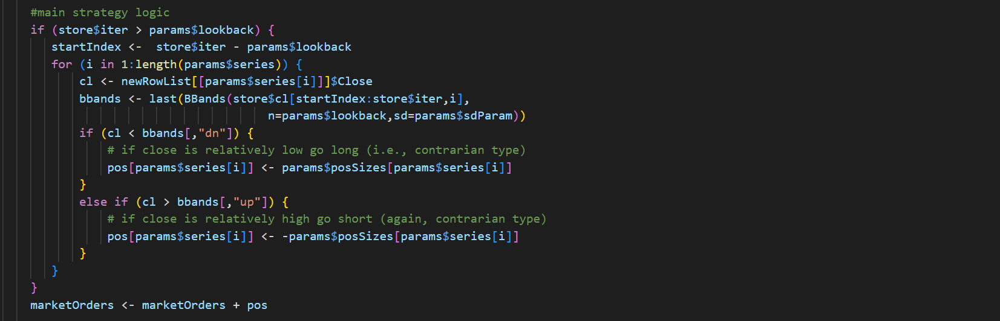 #main strategy logic
if (store$iter > params$lookback) {
startIndex <-  store$iter - params$lookback
for (i in 1:length(params$series)) {
cl <- newRowList[[params$series[i]]]$Close
bbands <- last(BBands(store$cl[startIndex:store$iter,i],
n=params$lookback,sd=params$sdParam))
if (cl < bbands[,"dn"]) {
# if close is relatively low go long (i.e., contrarian type)
pos[params$series[i]] <- params$posSizes[params$series[i]]
}
else if (cl > bbands[,"up"]) {
# if close is relatively high go short (again, contrarian type)
pos[params$series[i]] <- -params$posSizes[params$series[i]]
}
}
}
marketOrders <- marketOrders + pos